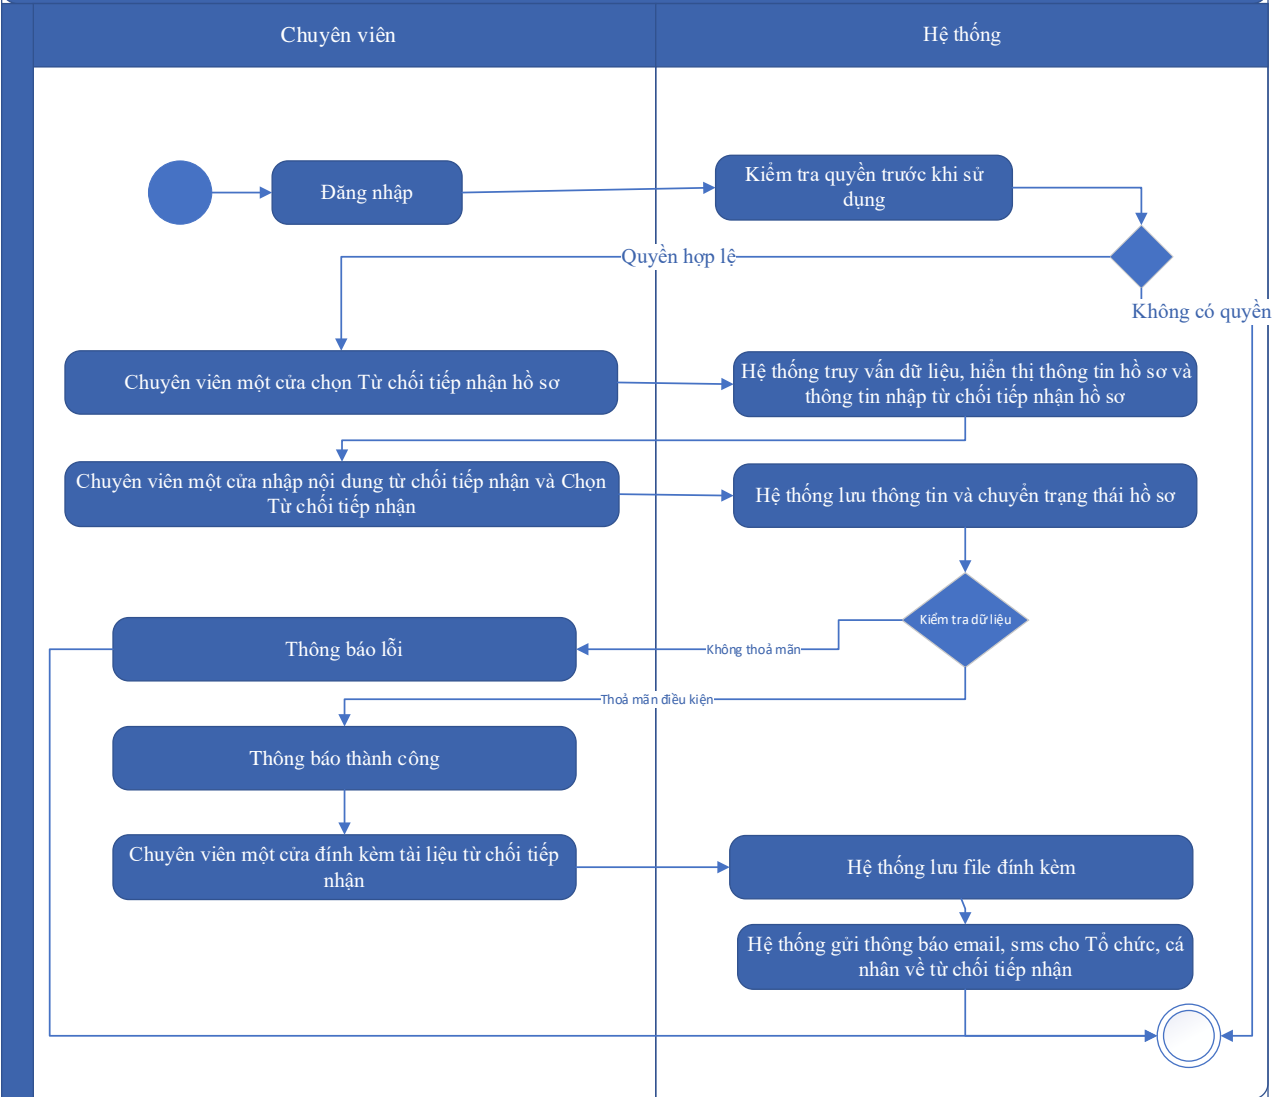 Chuyên viên
Hệ thống
Đăng nhập
Kiểm tra quyền trước khi sử
dụng
Quyền hợp lệ
Không có quyền
Chuyên viên một cửa chọn Từ chối tiếp nhận hồ sơ
Hệ thống truy vấn dữ liệu, hiển thị thông tin hồ sơ và
thông tin nhập từ chối tiếp nhận hồ sơ
Chuyên viên một cửa nhập nội dung từ chối tiếp nhận và Chọn
Từ chối tiếp nhận
Hệ thống lưu thông tin và chuyển trạng thái hồ sơ
Kiểm tra dữ liệu
Thông báo lỗi
Không thoả mãn
Thoả mãn điều kiện
Thông báo thành công
Chuyên viên một cửa đính kèm tài liệu từ chối tiếp
nhận
Hệ thống lưu file đính kèm
Hệ thống gửi thông báo email, sms cho Tổ chức, cá
nhân về từ chối tiếp nhận